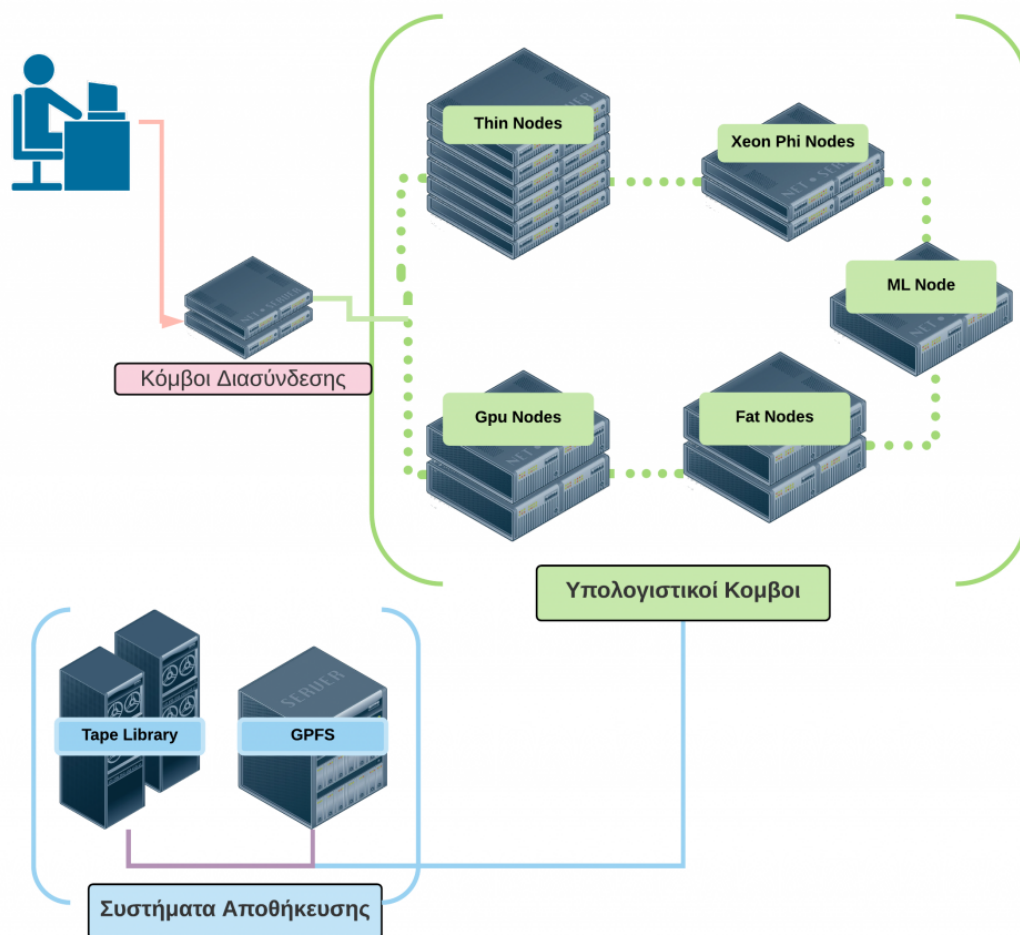 Thin Nodes
Xeon Phi Nodes
ML Node
Κόμβοι Διασύνδεσης
Gpu Nodes
Fat Nodes
Υπολογιστικοί Κομβοι
Tape Library
GPFS
SERVER
Συστήματα Αποθήκευσης